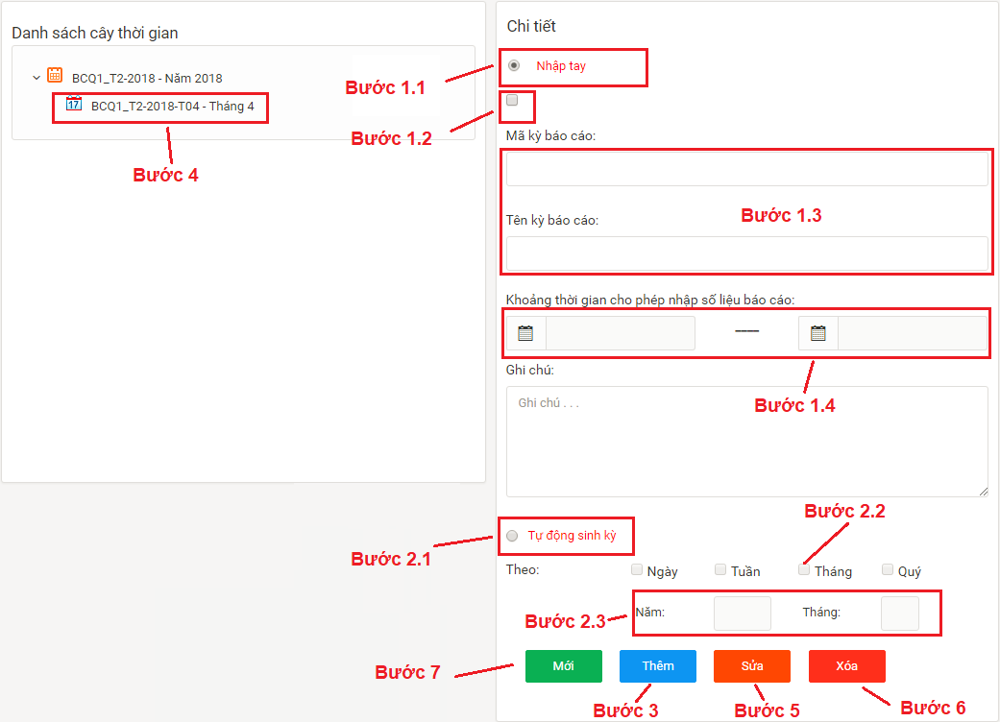 Danh sách cây thời gian
BCQ1_T2-2018 - Năm 2018
17 BCQ1_T2-2018-T04 - Tháng 4
Bước 4
Chi tiết
Nhập tay
Bước 1.1
Bước 1.2
Mã kỳ báo cáo:
Bước 1.3
Tên kỳ báo cáo:
Khoảng thời gian cho phép nhập số liệu báo cáo:
Ghi chú:
Ghi chú . . .
Bước 1.4
Bước 2.2
Tự động sinh kỳ
Bước 2.1
Theo: Ngày Tuần Tháng Quý
Bước 2.3 Năm: Tháng:
Bước 7 Mới Thêm Sửa Xóa
Bước 3 Bước 5 Bước 6